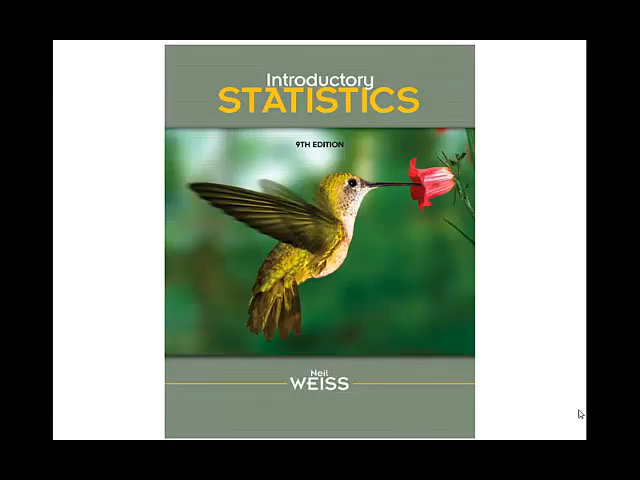 Introductory
STATISTICS
9TH EDITION
Neil
WEISS